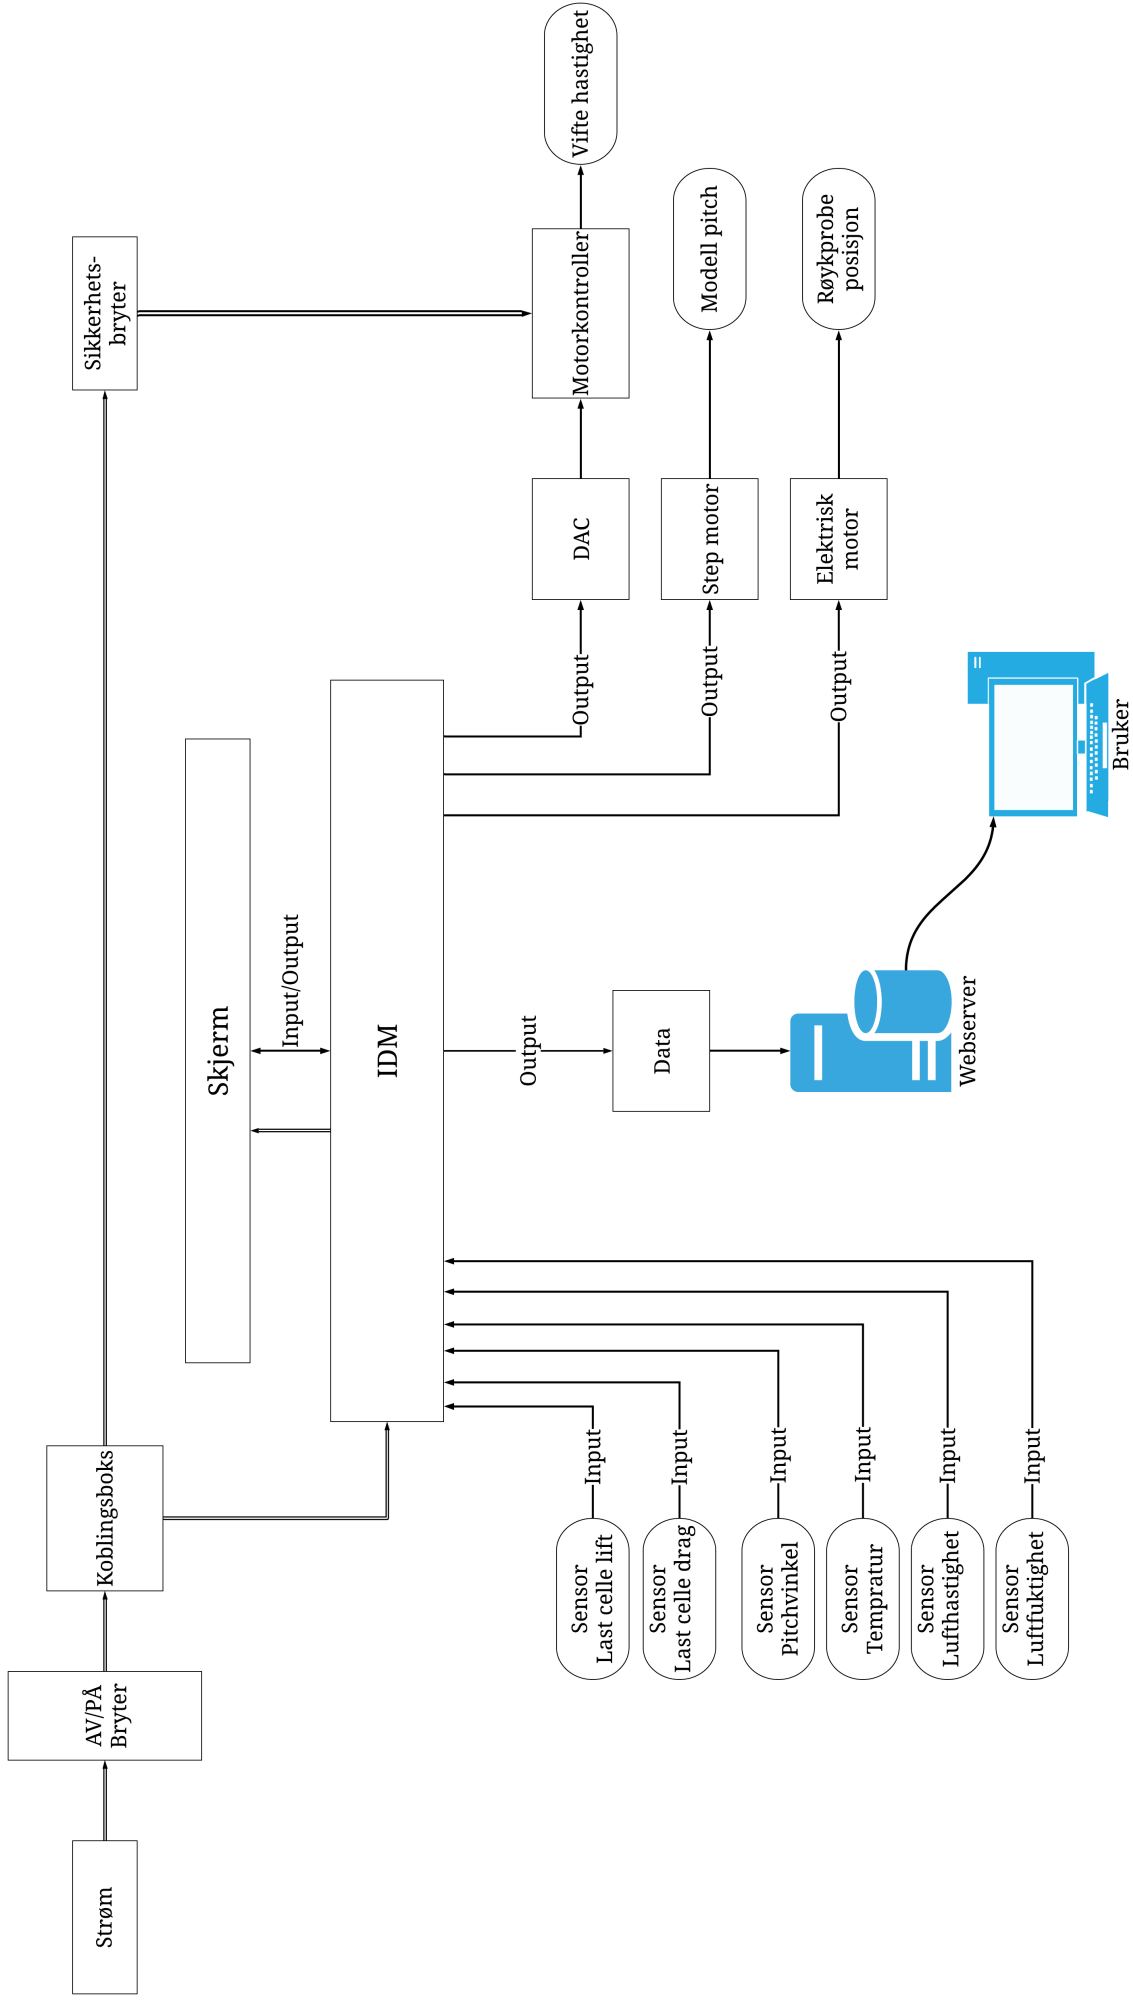 Strøm
AV/PÅ
Bryter
Koblingsboks
Sikkerhets-
bryter
Skjerm
Input/Output
IDM
Sensor
Last celle lift
Input
Sensor
Last celle drag
Input
Sensor
Pitchvinkel
Input
Sensor
Tempratur
Input
Sensor
Lufthastighet
Input
Sensor
Luftfuktighet
Input
Output
Data
Webserver
Bruker
Output
DAC
Motorkontroller
Vifte hastighet
Output
Step motor
Modell pitch
Output
Elektrisk
motor
Røykprobe
posisjon